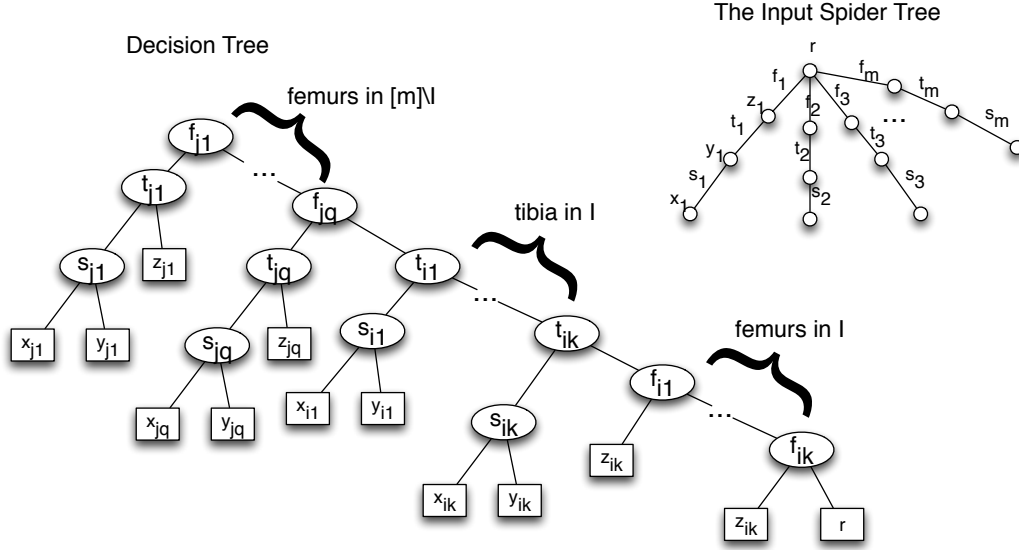 The Input Spider Tree
Decision Tree
r
femurs in [m]\I
f1
f2
f3
fm
z1
t1
tm
...
sm
y1
t2
t3
s1
s2
s3
x1
fj1
...
tj1
fjq
tibia in I
sj1
zj1
tjq
ti1
...
xj1
yj1
sjq
zjq
si1
tik
femurs in I
xjq
yjq
xi1
yi1
fi1
...
sik
zik
fik
xik
yik
zik
r